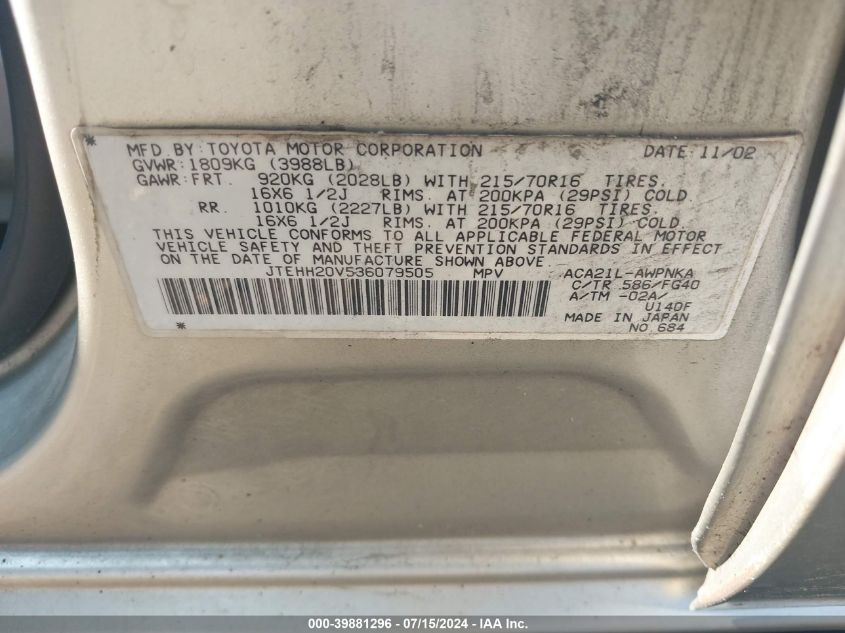 MFD BY: TOYOTA MOTOR CORPORATION DATE 11/02
GVWR: 1809KG (3988LB)
GAWR: FRT. 920KG (2028LB) WITH 215/70R16 TIRES.
16X6 1/2J RIMS. AT 200KPA (29PSI) COLD
RR. 1010KG (2227LB) WITH 215/70R16 TIRES.
16X6 1/2J RIMS. AT 200KPA (29PSI) COLD.
THIS VEHICLE CONFORMS TO ALL APPLICABLE FEDERAL MOTOR
VEHICLE SAFETY AND THEFT PREVENTION STANDARDS IN EFFECT
ON THE DATE OF MANUFACTURE SHOWN ABOVE
JTEHH20V536079505 MPV ACA21L-AWPNKA
C/TR 586/FG40
A/TM -02A/
U140F
MADE IN JAPAN
NO 684
000-39881296 - 07/15/2024 - IAA Inc.